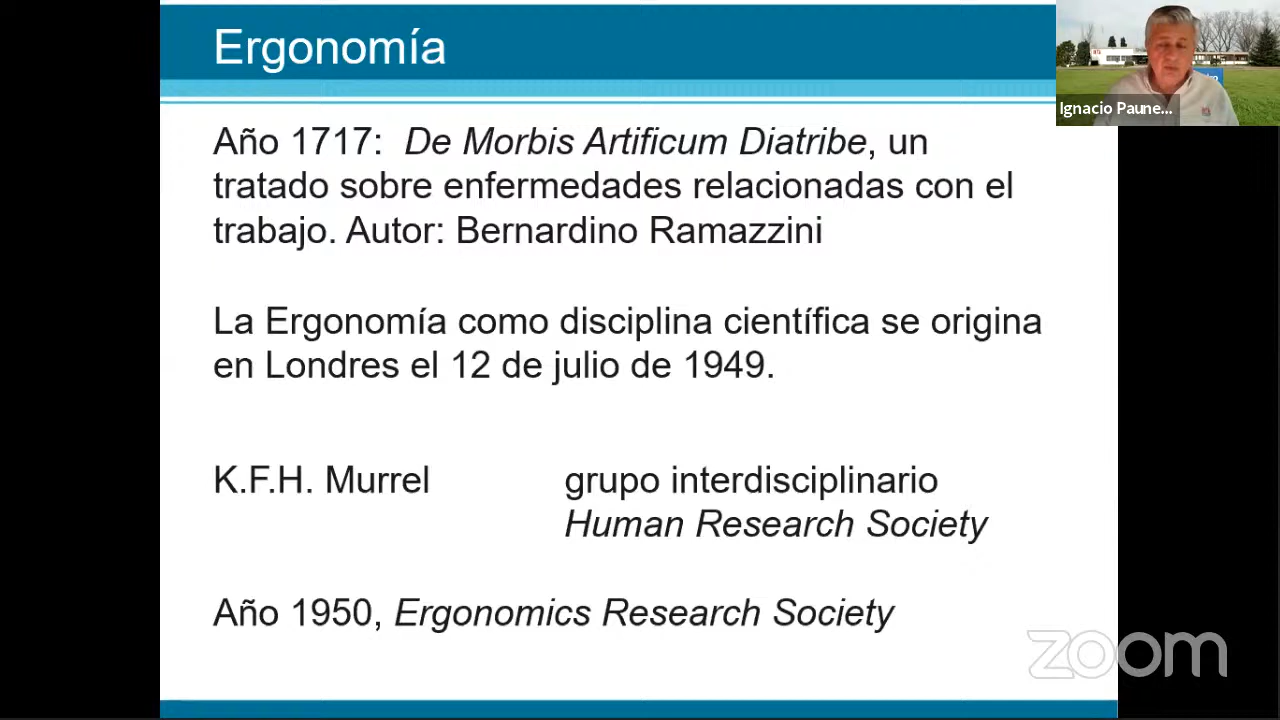 Ergonomía
Ignacio Paune...
Año 1717: De Morbis Artificum Diatribe, un
tratado sobre enfermedades relacionadas con el
trabajo. Autor: Bernardino Ramazzini
La Ergonomía como disciplina científica se origina
en Londres el 12 de julio de 1949.
K.F.H. Murrel grupo interdisciplinario
Human Research Society
Año 1950, Ergonomics Research Society
zoom